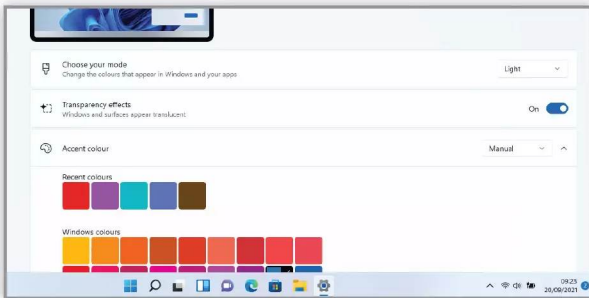 Choose your mode
Change the colours that appear in Windows and your apps
Light
Transparency effects
Windows and surfaces appear translucent
On
Accent colour
Manual
Recent colours
Windows colours
09:23
20/09/2021
2